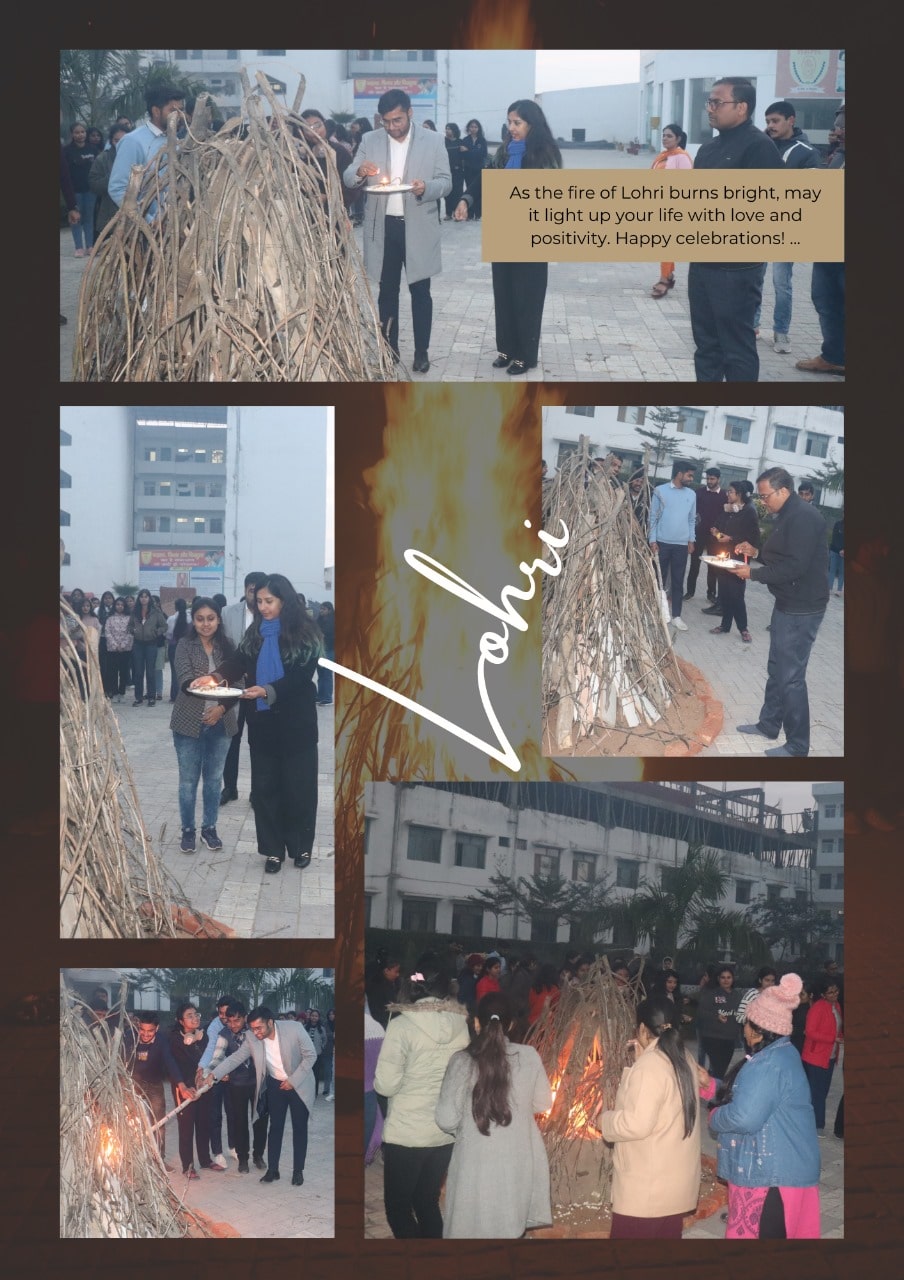 As the fire of Lohri burns bright, may
it light up your life with love and
positivity. Happy celebrations! ...
Lohri